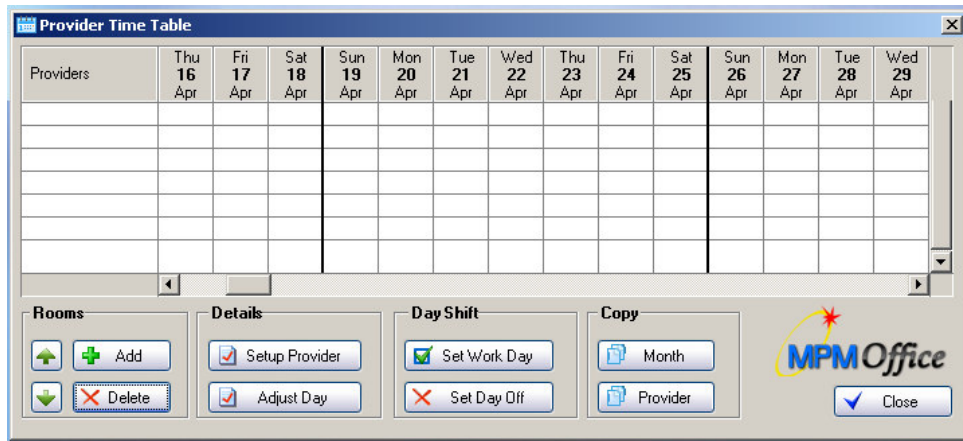 Provider Time Table
Providers
Thu Fri Sat Sun Mon Tue Wed Thu Fri Sat Sun Mon Tue Wed
16 17 18 19 20 21 22 23 24 25 26 27 28 29
Apr Apr Apr Apr Apr Apr Apr Apr Apr Apr Apr Apr Apr Apr
Rooms Details Day Shift Copy
Add Setup Provider Set Work Day Month
Delete Adjust Day Set Day Off Provider
MPM Office
Close